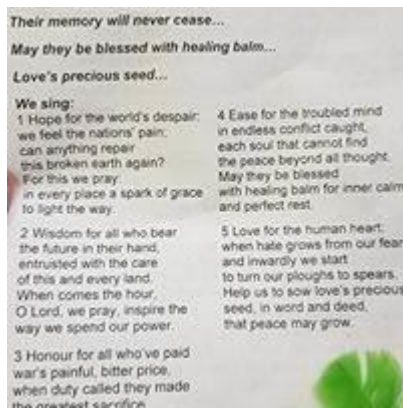 Their memory will never cease...
May they be blessed with healing balm...
Love's precious seed...
We sing:
1 Hope for the world's despair:
we feel the nations' pain;
can anything repair
this broken earth again?
For this we pray:
in every place a spark of grace
to light the way.
2 Wisdom for all who bear
the future in their hand,
entrusted with the care
of this and every land.
When comes the hour,
O Lord, we pray, inspire the
way we spend our power.
3 Honour for all who've paid
war's painful, bitter price,
when duty called they made
the greatest sacrifice
4 Ease for the troubled mind
in endless conflict caught,
each soul that cannot find
the peace beyond all thought.
May they be blessed
with healing balm for inner calm
and perfect rest.
5 Love for the human heart:
when hate grows from our fear
and inwardly we start
to turn our ploughs to spears.
Help us to sow love's precious
seed, in word and deed,
that peace may grow.